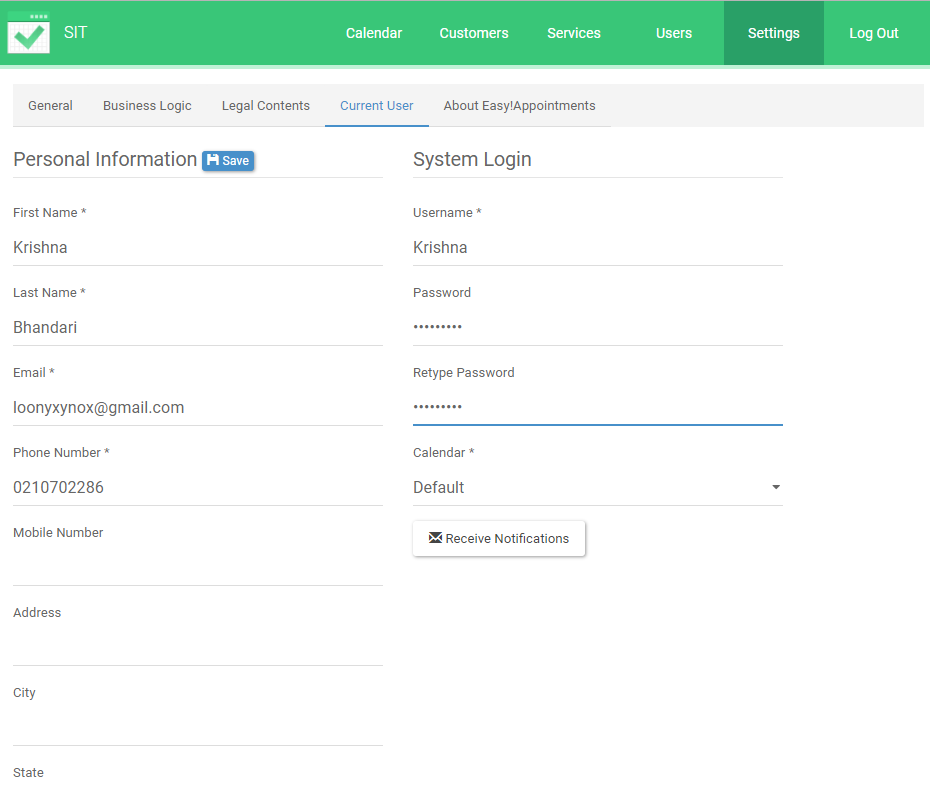 SIT
Calendar Customers Services Users Settings Log Out
General Business Logic Legal Contents Current User About Easy!Appointments
Personal Information Save
First Name *
Krishna
Last Name *
Bhandari
Email *
loonyxynox@gmail.com
Phone Number *
0210702286
Mobile Number
Address
City
State
System Login
Username *
Krishna
Password
•••••••••
Retype Password
•••••••••
Calendar *
Default
Receive Notifications